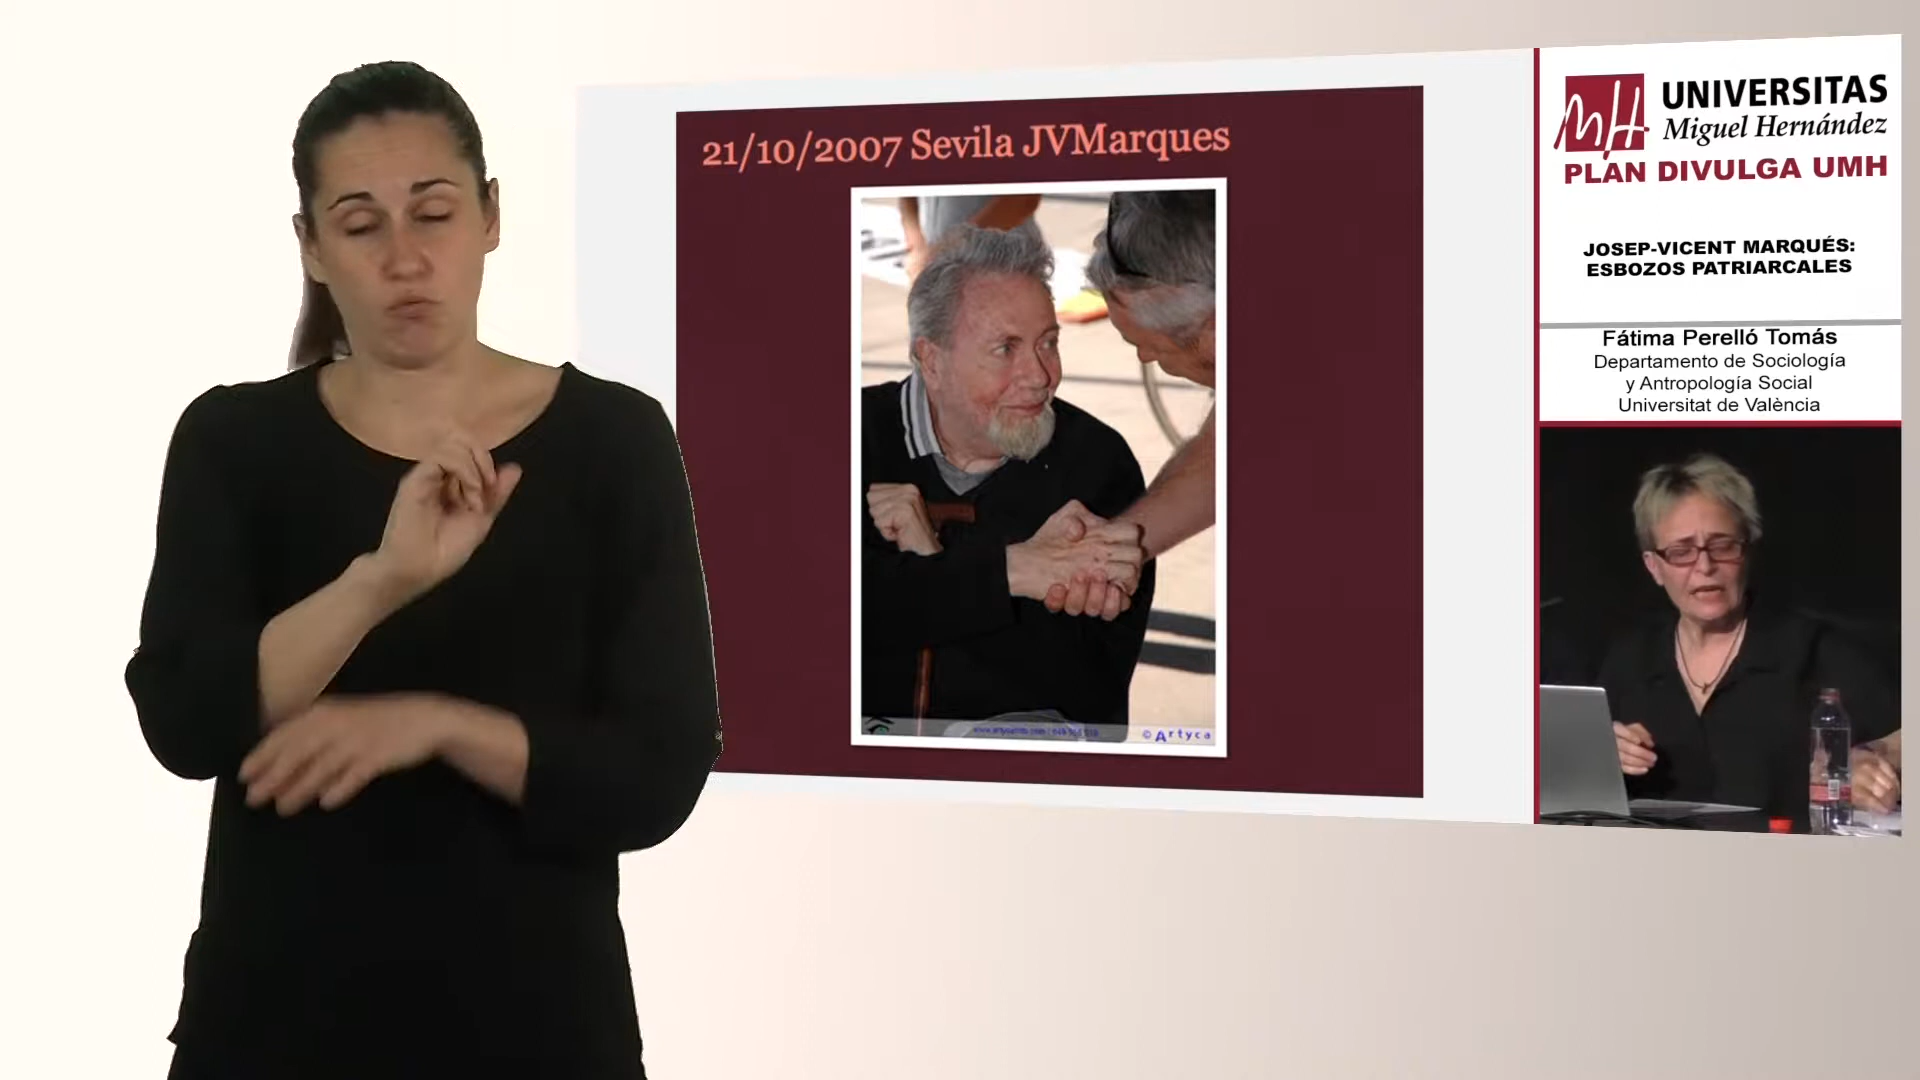 21/10/2007 Sevila JVMarques
© Artyca
UNIVERSITAS
Miguel Hernández
PLAN DIVULGA UMH
JOSEP-VICENT MARQUÉS:
ESBOZOS PATRIARCALES
Fátima Perelló Tomás
Departamento de Sociología
y Antropología Social
Universitat de València